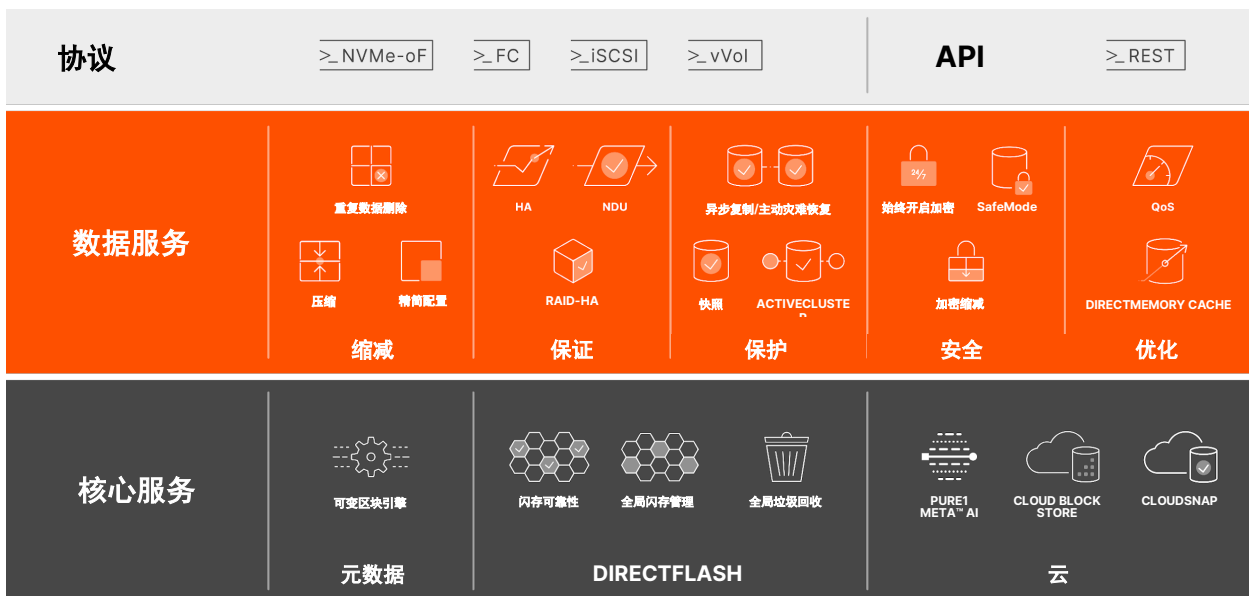 协议
>_NVMe-oF
>_FC
>_iSCSI
>_vVol
API
>_REST
数据服务
重复数据删除
压缩
精简配置
缩减
HA
NDU
RAID-HA
保证
异步复制/主动灾难恢复
快照
ACTIVECLUSTE
R
保护
24/7
始终开启加密
SafeMode
加密缩减
安全
QoS
DIRECTMEMORY CACHE
优化
核心服务
可变区块引擎
元数据
闪存可靠性
全局闪存管理
全局垃圾回收
DIRECTFLASH
PURE1
META™ AI
CLOUD BLOCK
STORE
CLOUDSNAP
云